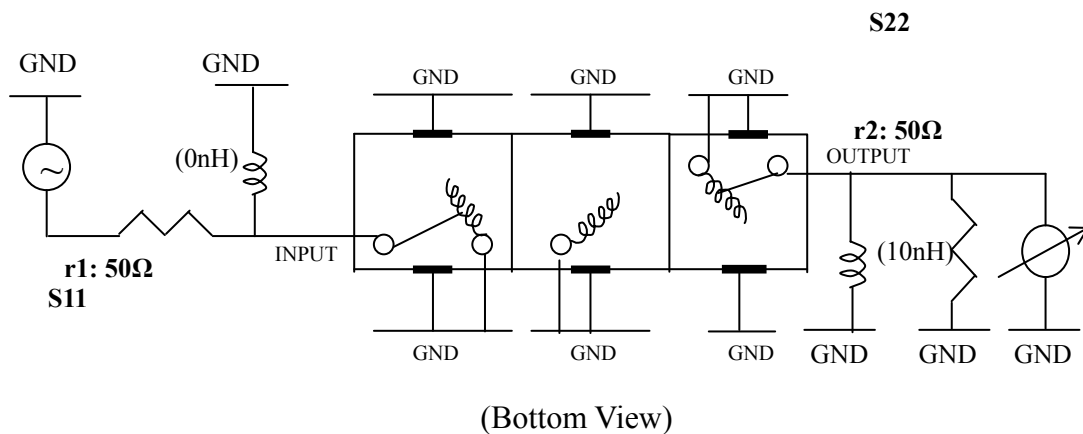 S22
GND
GND
GND
GND
GND
r2: 50Ω
OUTPUT
(0nH)
~
INPUT
(10nH)
r1: 50Ω
S11
GND
GND
GND
GND
GND
GND
(Bottom View)